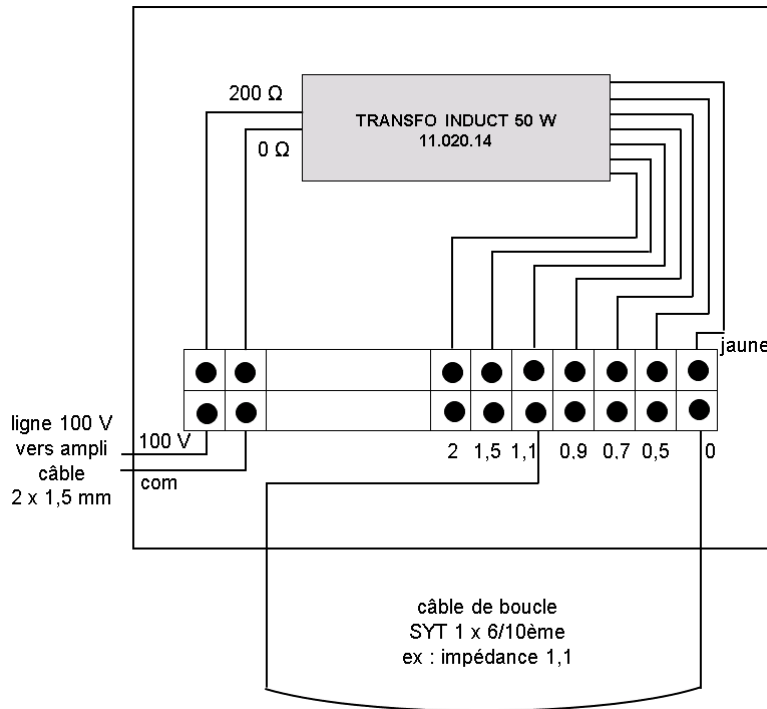 200 Ω
TRANSFO INDUCT 50 W
11.020.14
0 Ω
jaune
ligne 100 V
vers ampli
câble
2 x 1,5 mm
100 V
com
2 1,5 1,1 0,9 0,7 0,5 0
câble de boucle
SYT 1 x 6/10ème
ex : impédance 1,1